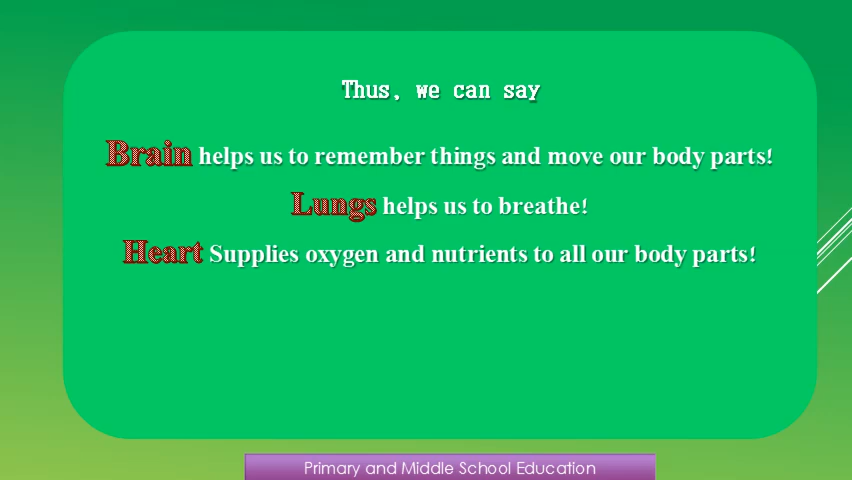 Thus, we can say
Brain helps us to remember things and move our body parts!
Lungs helps us to breathe!
Heart Supplies oxygen and nutrients to all our body parts!
Primary and Middle School Education